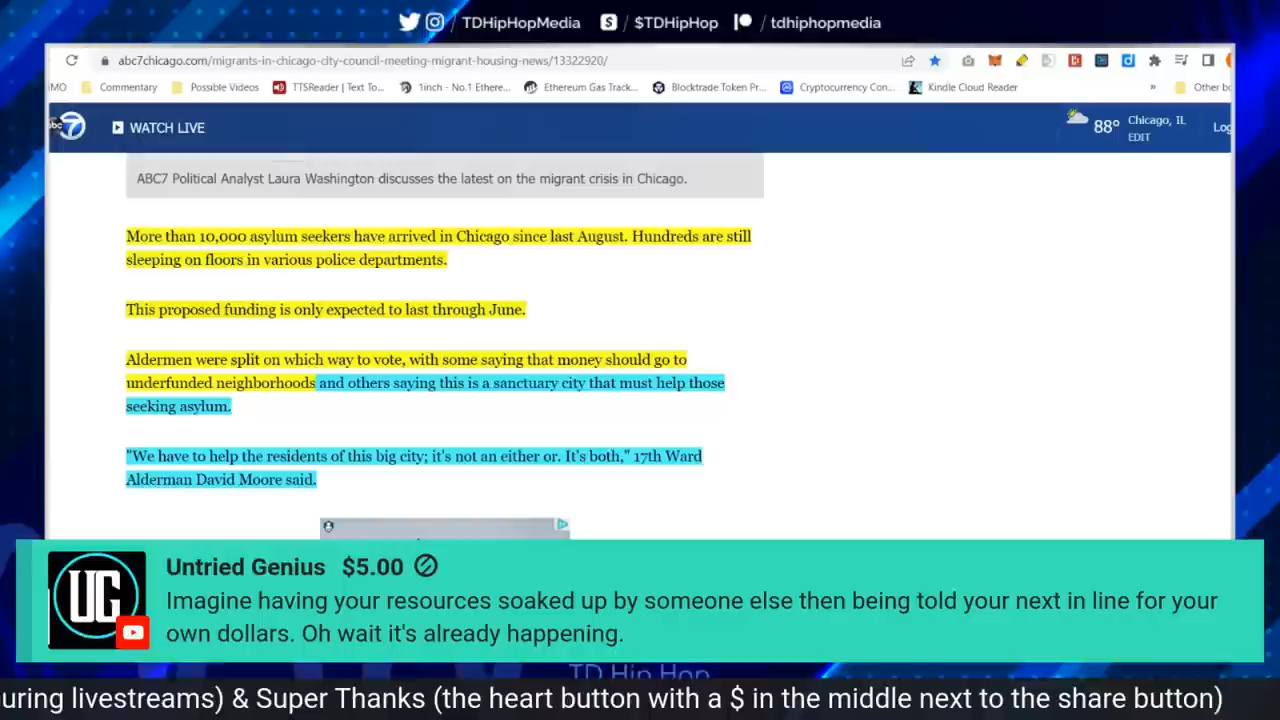 / TDHipHopMedia $ / $TDHipHop / tdhiphopmedia
abc7chicago.com/migrants-in-chicago-city-council-meeting-migrant-housing-news/13322920/
MO Commentary Possible Videos TTSReader | Text To... 1inch - No.1 Ethere... Ethereum Gas Track... Blocktrade Token Pr... Cryptocurrency Con... Kindle Cloud Reader » Other bo
abc 7 WATCH LIVE 88° Chicago, IL Log
EDIT
ABC7 Political Analyst Laura Washington discusses the latest on the migrant crisis in Chicago.
More than 10,000 asylum seekers have arrived in Chicago since last August. Hundreds are still
sleeping on floors in various police departments.
This proposed funding is only expected to last through June.
Aldermen were split on which way to vote, with some saying that money should go to
underfunded neighborhoods and others saying this is a sanctuary city that must help those
seeking asylum.
"We have to help the residents of this big city; it's not an either or. It's both," 17th Ward
Alderman David Moore said.
UG
Untried Genius $5.00
Imagine having your resources soaked up by someone else then being told your next in line for your
own dollars. Oh wait it's already happening.
TD Hip Hop
uring livestreams) & Super Thanks (the heart button with a $ in the middle next to the share button)